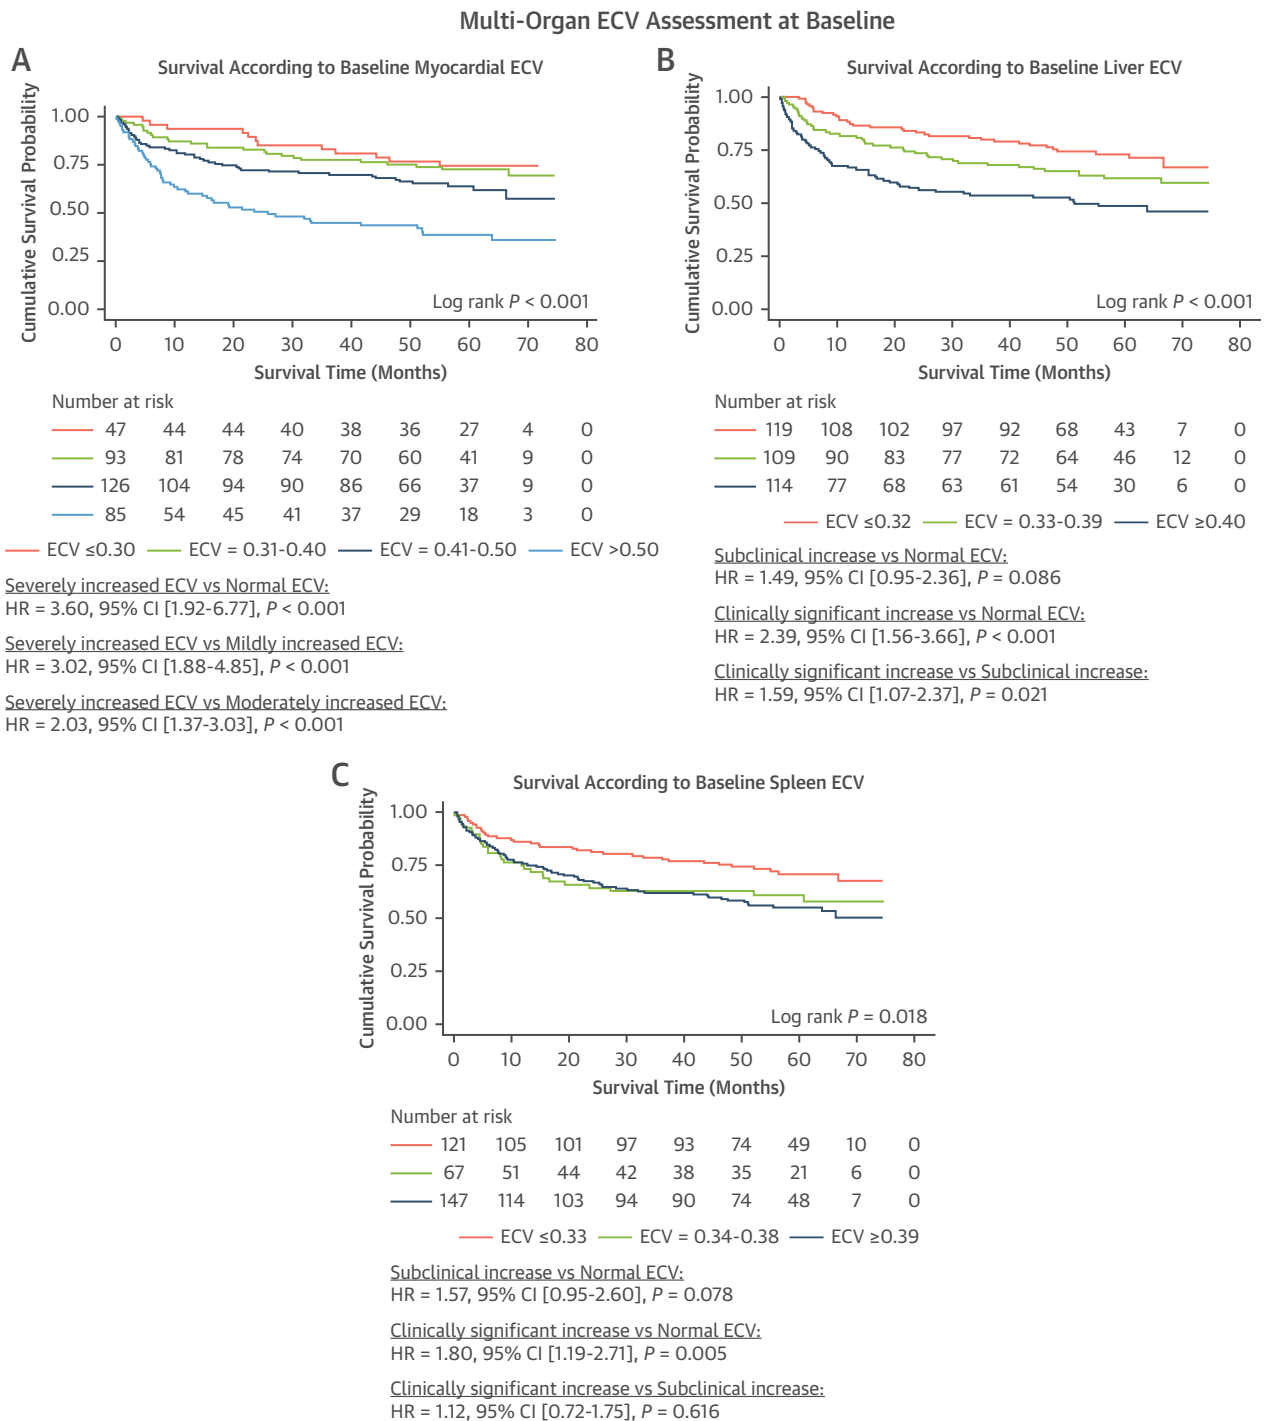 Multi-Organ ECV Assessment at Baseline
A
Survival According to Baseline Myocardial ECV
Cumulative Survival Probability
1.00
0.75
0.50
0.25
0.00
Log rank P < 0.001
0 10 20 30 40 50 60 70 80
Survival Time (Months)
Number at risk
47 44 44 40 38 36 27 4 0
93 81 78 74 70 60 41 9 0
126 104 94 90 86 66 37 9 0
85 54 45 41 37 29 18 3 0
ECV ≤0.30 ECV = 0.31-0.40 ECV = 0.41-0.50 ECV >0.50
Severely increased ECV vs Normal ECV:
HR = 3.60, 95% CI [1.92-6.77], P < 0.001
Severely increased ECV vs Mildly increased ECV:
HR = 3.02, 95% CI [1.88-4.85], P < 0.001
Severely increased ECV vs Moderately increased ECV:
HR = 2.03, 95% CI [1.37-3.03], P < 0.001
B
Survival According to Baseline Liver ECV
Cumulative Survival Probability
1.00
0.75
0.50
0.25
0.00
Log rank P < 0.001
0 10 20 30 40 50 60 70 80
Survival Time (Months)
Number at risk
119 108 102 97 92 68 43 7 0
109 90 83 77 72 64 46 12 0
114 77 68 63 61 54 30 6 0
ECV ≤0.32 ECV = 0.33-0.39 ECV ≥0.40
Subclinical increase vs Normal ECV:
HR = 1.49, 95% CI [0.95-2.36], P = 0.086
Clinically significant increase vs Normal ECV:
HR = 2.39, 95% CI [1.56-3.66], P < 0.001
Clinically significant increase vs Subclinical increase:
HR = 1.59, 95% CI [1.07-2.37], P = 0.021
C
Survival According to Baseline Spleen ECV
Cumulative Survival Probability
1.00
0.75
0.50
0.25
0.00
Log rank P = 0.018
0 10 20 30 40 50 60 70 80
Survival Time (Months)
Number at risk
121 105 101 97 93 74 49 10 0
67 51 44 42 38 35 21 6 0
147 114 103 94 90 74 48 7 0
ECV ≤0.33 ECV = 0.34-0.38 ECV ≥0.39
Subclinical increase vs Normal ECV:
HR = 1.57, 95% CI [0.95-2.60], P = 0.078
Clinically significant increase vs Normal ECV:
HR = 1.80, 95% CI [1.19-2.71], P = 0.005
Clinically significant increase vs Subclinical increase:
HR = 1.12, 95% CI [0.72-1.75], P = 0.616